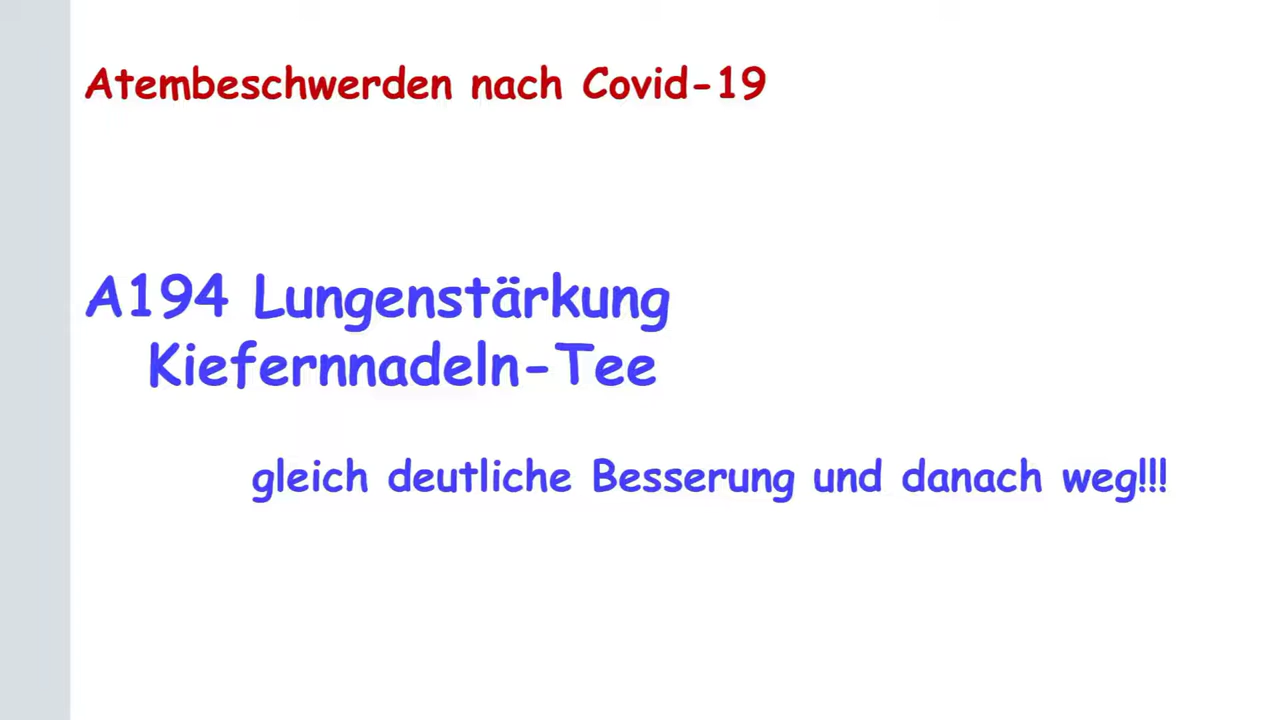 Atembeschwerden nach Covid-19
A194 Lungenstärkung
Kiefernnadeln-Tee
gleich deutliche Besserung und danach weg!!!